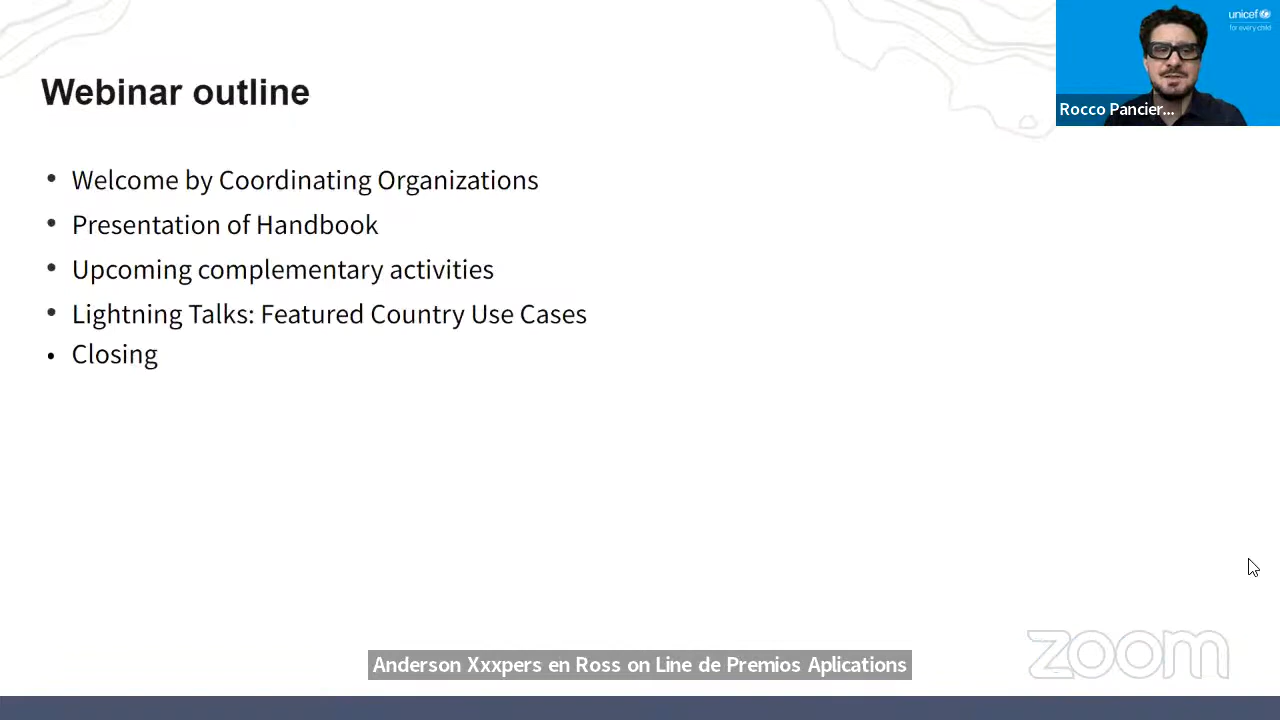 Webinar outline
unicef
for every child
Rocco Pancier...
• Welcome by Coordinating Organizations
• Presentation of Handbook
• Upcoming complementary activities
• Lightning Talks: Featured Country Use Cases
• Closing
zoom
Anderson Xxxpers en Ross on Line de Premios Aplications